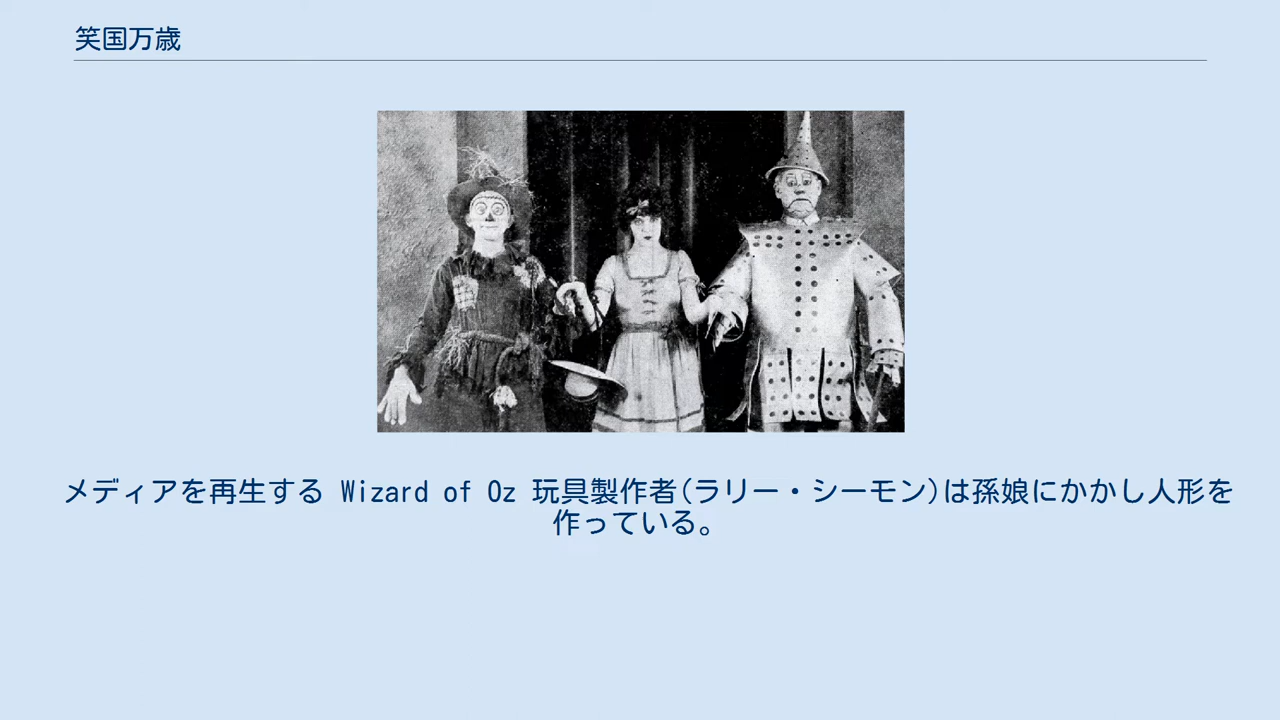 笑国万歳
メディアを再生する Wizard of Oz 玩具製作者(ラリー・シーモン)は孫娘にかかし人形を
作っている。